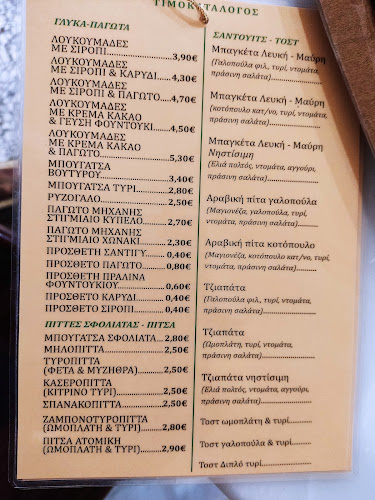 ΤΙΜΟΚΑΤΑΛΟΓΟΣ
ΓΛΥΚΑ-ΠΑΓΩΤΑ
ΛΟΥΚΟΥΜΑΔΕΣ
ΜΕ ΣΙΡΟΠΙ....................3,90€
ΛΟΥΚΟΥΜΑΔΕΣ
ΜΕ ΣΙΡΟΠΙ & ΚΑΡΥΔΙ.....4,30€
ΛΟΥΚΟΥΜΑΔΕΣ
ΜΕ ΣΙΡΟΠΙ & ΠΑΓΩΤΟ....4,70€
ΛΟΥΚΟΥΜΑΔΕΣ
ΜΕ ΚΡΕΜΑ ΚΑΚΑΟ
& ΓΕΥΣΗ ΦΟΥΝΤΟΥΚΙ....4,50€
ΛΟΥΚΟΥΜΑΔΕΣ
ΜΕ ΚΡΕΜΑ ΚΑΚΑΟ
& ΠΑΓΩΤΟ....................5,30€
ΜΠΟΥΓΑΤΣΑ
ΒΟΥΤΥΡΟΥ....................3,40€
ΜΠΟΥΓΑΤΣΑ ΤΥΡΙ..........2,80€
ΡΥΖΟΓΑΛΟ....................2,50€
ΠΑΓΩΤΟ ΜΗΧΑΝΗΣ
ΣΤΙΓΜΙΑΙΟ ΚΥΠΕΛΟ........2,70€
ΠΑΓΩΤΟ ΜΗΧΑΝΗΣ
ΣΤΙΓΜΙΑΙΟ ΧΩΝΑΚΙ........2,30€
ΠΡΟΣΘΕΤΗ ΣΑΝΤΙΓΥ.......0,40€
ΠΡΟΣΘΕΤΟ ΠΑΓΩΤΟ........0,80€
ΠΡΟΣΘΕΤΗ ΠΡΑΛΙΝΑ
ΦΟΥΝΤΟΥΚΙΟΥ..............0,60€
ΠΡΟΣΘΕΤΟ ΚΑΡΥΔΙ.........0,40€
ΠΡΟΣΘΕΤΟ ΣΙΡΟΠΙ.........0,40€
ΠΙΤΤΕΣ ΣΦΟΛΙΑΤΑΣ - ΠΙΤΣΑ
ΜΠΟΥΓΑΤΣΑ ΣΦΟΛΙΑΤΑ...2,80€
ΜΗΛΟΠΙΤΤΑ..................2,50€
ΤΥΡΟΠΙΤΤΑ
(ΦΕΤΑ & ΜΥΖΗΘΡΑ).......2,50€
ΚΑΣΕΡΟΠΙΤΤΑ
(ΚΙΤΡΙΝΟ ΤΥΡΙ)..............2,50€
ΣΠΑΝΑΚΟΠΙΤΤΑ.............2,50€
ΖΑΜΠΟΝΟΤΥΡΟΠΙΤΤΑ
(ΩΜΟΠΛΑΤΗ & ΤΥΡΙ).......2,80€
ΠΙΤΣΑ ΑΤΟΜΙΚΗ
(ΩΜΟΠΛΑΤΗ & ΤΥΡΙ).......2,90€
ΣΑΝΤΟΥΙΤΣ - ΤΟΣΤ
Μπαγκέτα Λευκή - Μαύρη
(Γαλοπούλα φιλ., τυρί, ντομάτα,
πράσινη σαλάτα)..................
Μπαγκέτα Λευκή - Μαύρη
(κοτόπουλο κατ/νο, τυρί, ντομάτα,
πράσινη σαλάτα)..................
Μπαγκέτα Λευκή - Μαύρη
Νηστίσιμη
(Ελιά πολτός, ντομάτα, αγγούρι,
πράσινη σαλάτα)..................
Αραβική πίτα γαλοπούλα
(Μαγιονέζα, γαλοπούλα, τυρί,
ντομάτα, πράσινη σαλάτα)..........
Αραβική πίτα κοτόπουλο
(Μαγιονέζα, κοτόπουλο κατ/νο, τυρί,
ντομάτα, πράσινη σαλάτα)..........
Τζιαπάτα
(Γαλοπούλα φιλ., τυρί, ντομάτα,
πράσινη σαλάτα)..................
Τζιαπάτα
(Ωμοπλάτη, τυρί, ντομάτα,
πράσινη σαλάτα)..................
Τζιαπάτα νηστίσιμη
(Ελιά πολτός, ντομάτα, αγγούρι,
πράσινη σαλάτα)..................
Τοστ ωμοπλάτη & τυρί........
Τοστ γαλοπούλα & τυρί........
Τοστ Διπλό τυρί..................